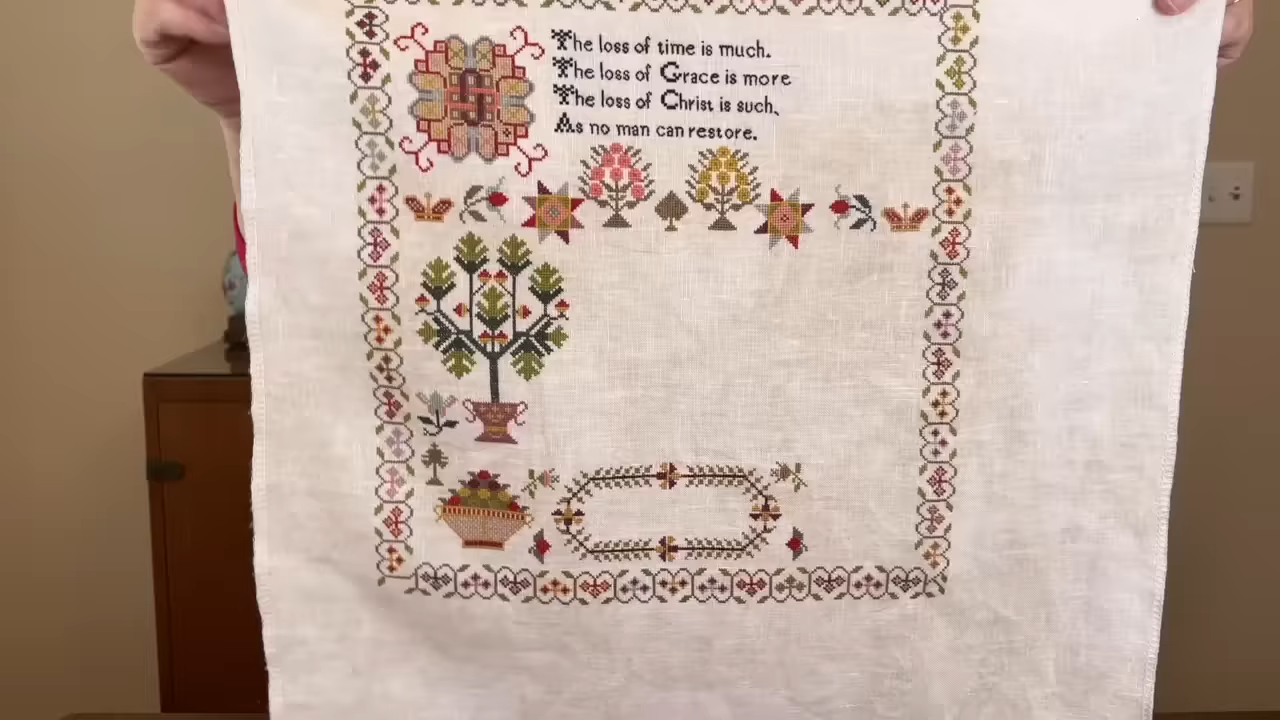 The loss of time is much.
The loss of Grace is more
The loss of Christ is such,
As no man can restore.